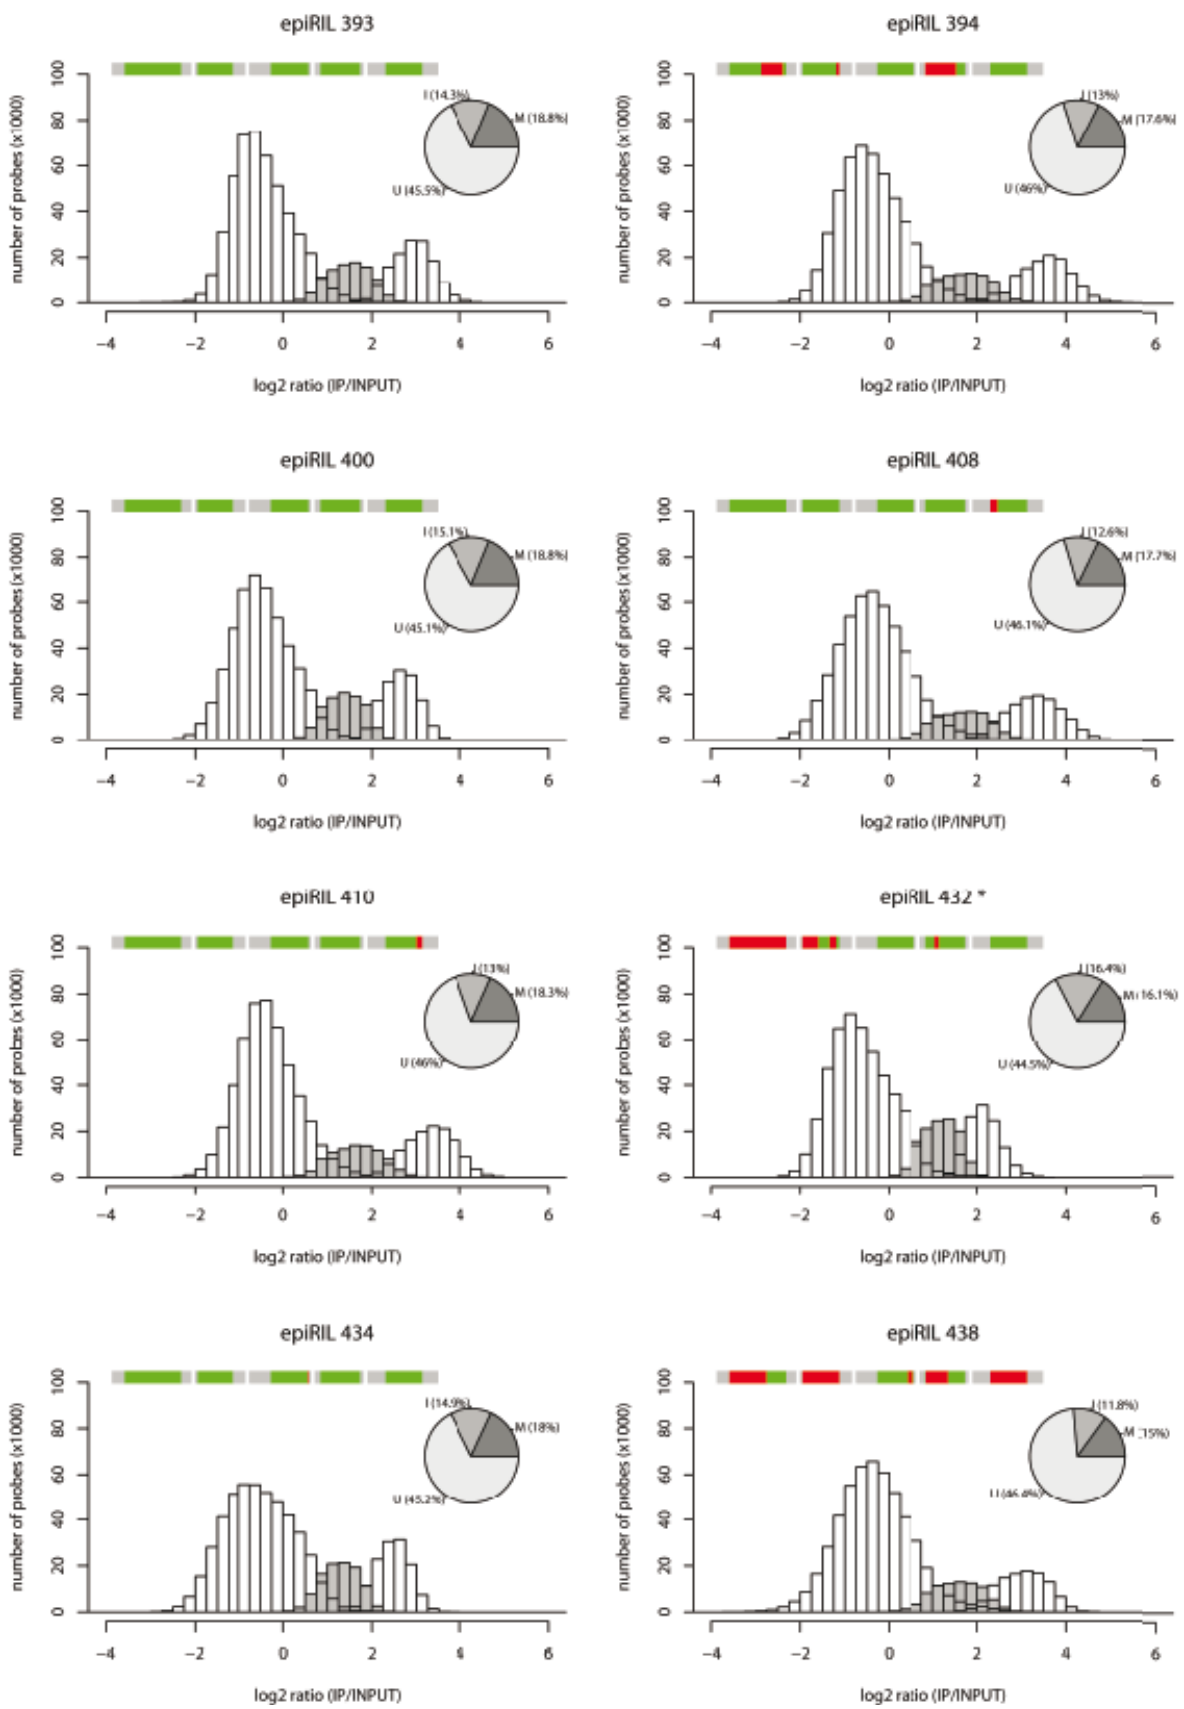 epiRIL 393
number of probes (x1000)
100
80
60
40
20
0
I (14.3%)
M (18.8%)
U (45.5%)
−4 −2 0 2 4 6
log2 ratio (IP/INPUT)
epiRIL 394
number of probes (x1000)
100
80
60
40
20
0
I (13%)
M (17.6%)
U (46%)
−4 −2 0 2 4 6
log2 ratio (IP/INPUT)
epiRIL 400
number of probes (x1000)
100
80
60
40
20
0
I (15.1%)
M (18.8%)
U (45.1%)
−4 −2 0 2 4 6
log2 ratio (IP/INPUT)
epiRIL 408
number of probes (x1000)
100
80
60
40
20
0
I (12.6%)
M (17.7%)
U (46.1%)
−4 −2 0 2 4 6
log2 ratio (IP/INPUT)
epiRIL 410
number of probes (x1000)
100
80
60
40
20
0
I (13%)
M (18.3%)
U (46%)
−4 −2 0 2 4 6
log2 ratio (IP/INPUT)
epiRIL 432 *
number of probes (x1000)
100
80
60
40
20
0
I (16.4%)
M (16.1%)
U (44.5%)
−4 −2 0 2 4 6
log2 ratio (IP/INPUT)
epiRIL 434
number of probes (x1000)
100
80
60
40
20
0
I (14.9%)
M (18%)
U (45.2%)
−4 −2 0 2 4 6
log2 ratio (IP/INPUT)
epiRIL 438
number of probes (x1000)
100
80
60
40
20
0
I (11.8%)
M (15%)
U (46.4%)
−4 −2 0 2 4 6
log2 ratio (IP/INPUT)